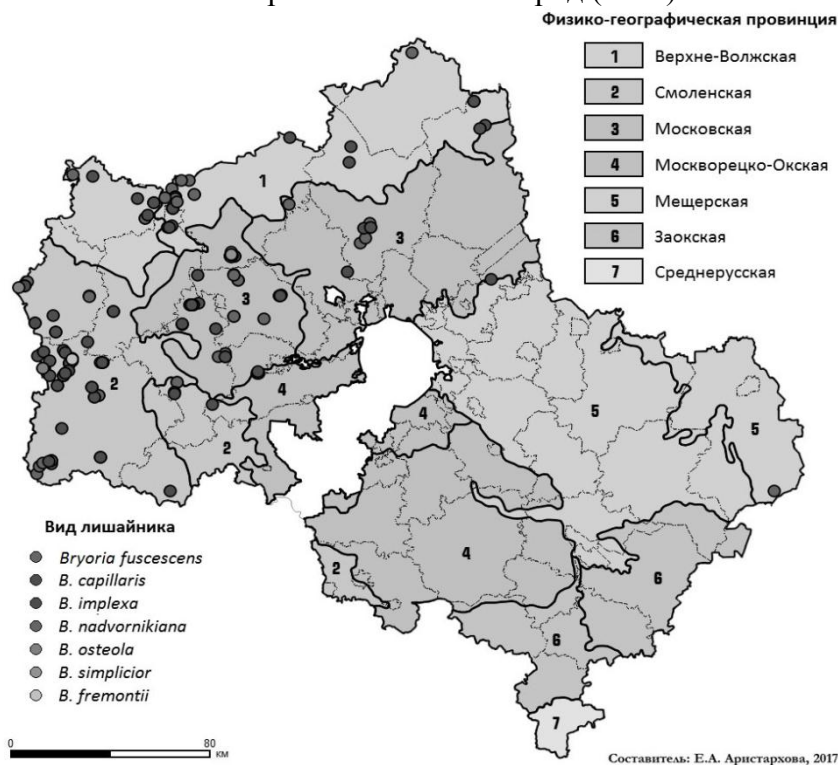 Физико-географическая провинция
1 Верхне-Волжская
2 Смоленская
3 Московская
4 Москворецко-Окская
5 Мещерская
6 Заокская
7 Среднерусская
1
3
3
2
4
2
4
5
5
4
2
6
6
7
Вид лишайника
Bryoria fuscescens
B. capillaris
B. implexa
B. nadvornikiana
B. osteola
B. simplicior
B. fremontii
0 80
км
Составитель: Е.А. Аристархова, 2017